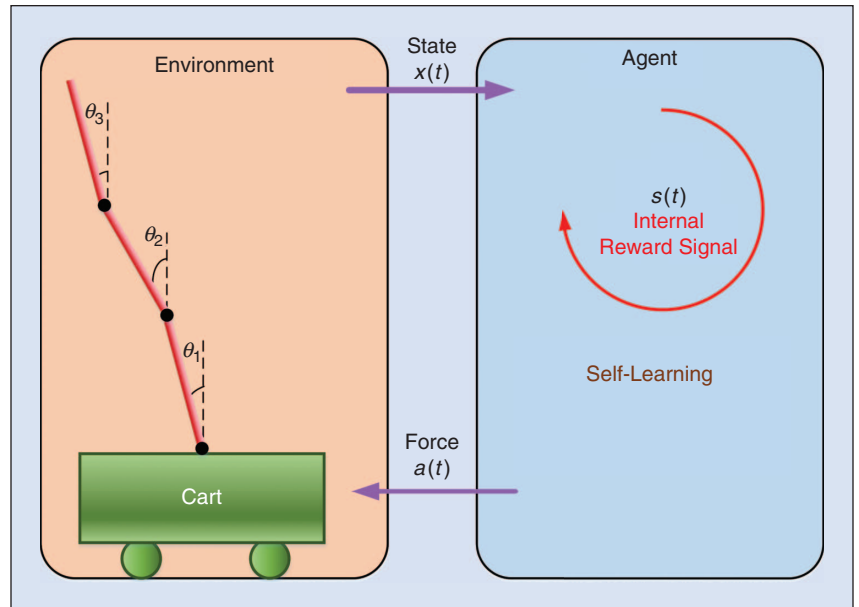 Environment
θ3
θ2
θ1
Cart
State
x(t)
Force
a(t)
Agent
s(t)
Internal
Reward Signal
Self-Learning